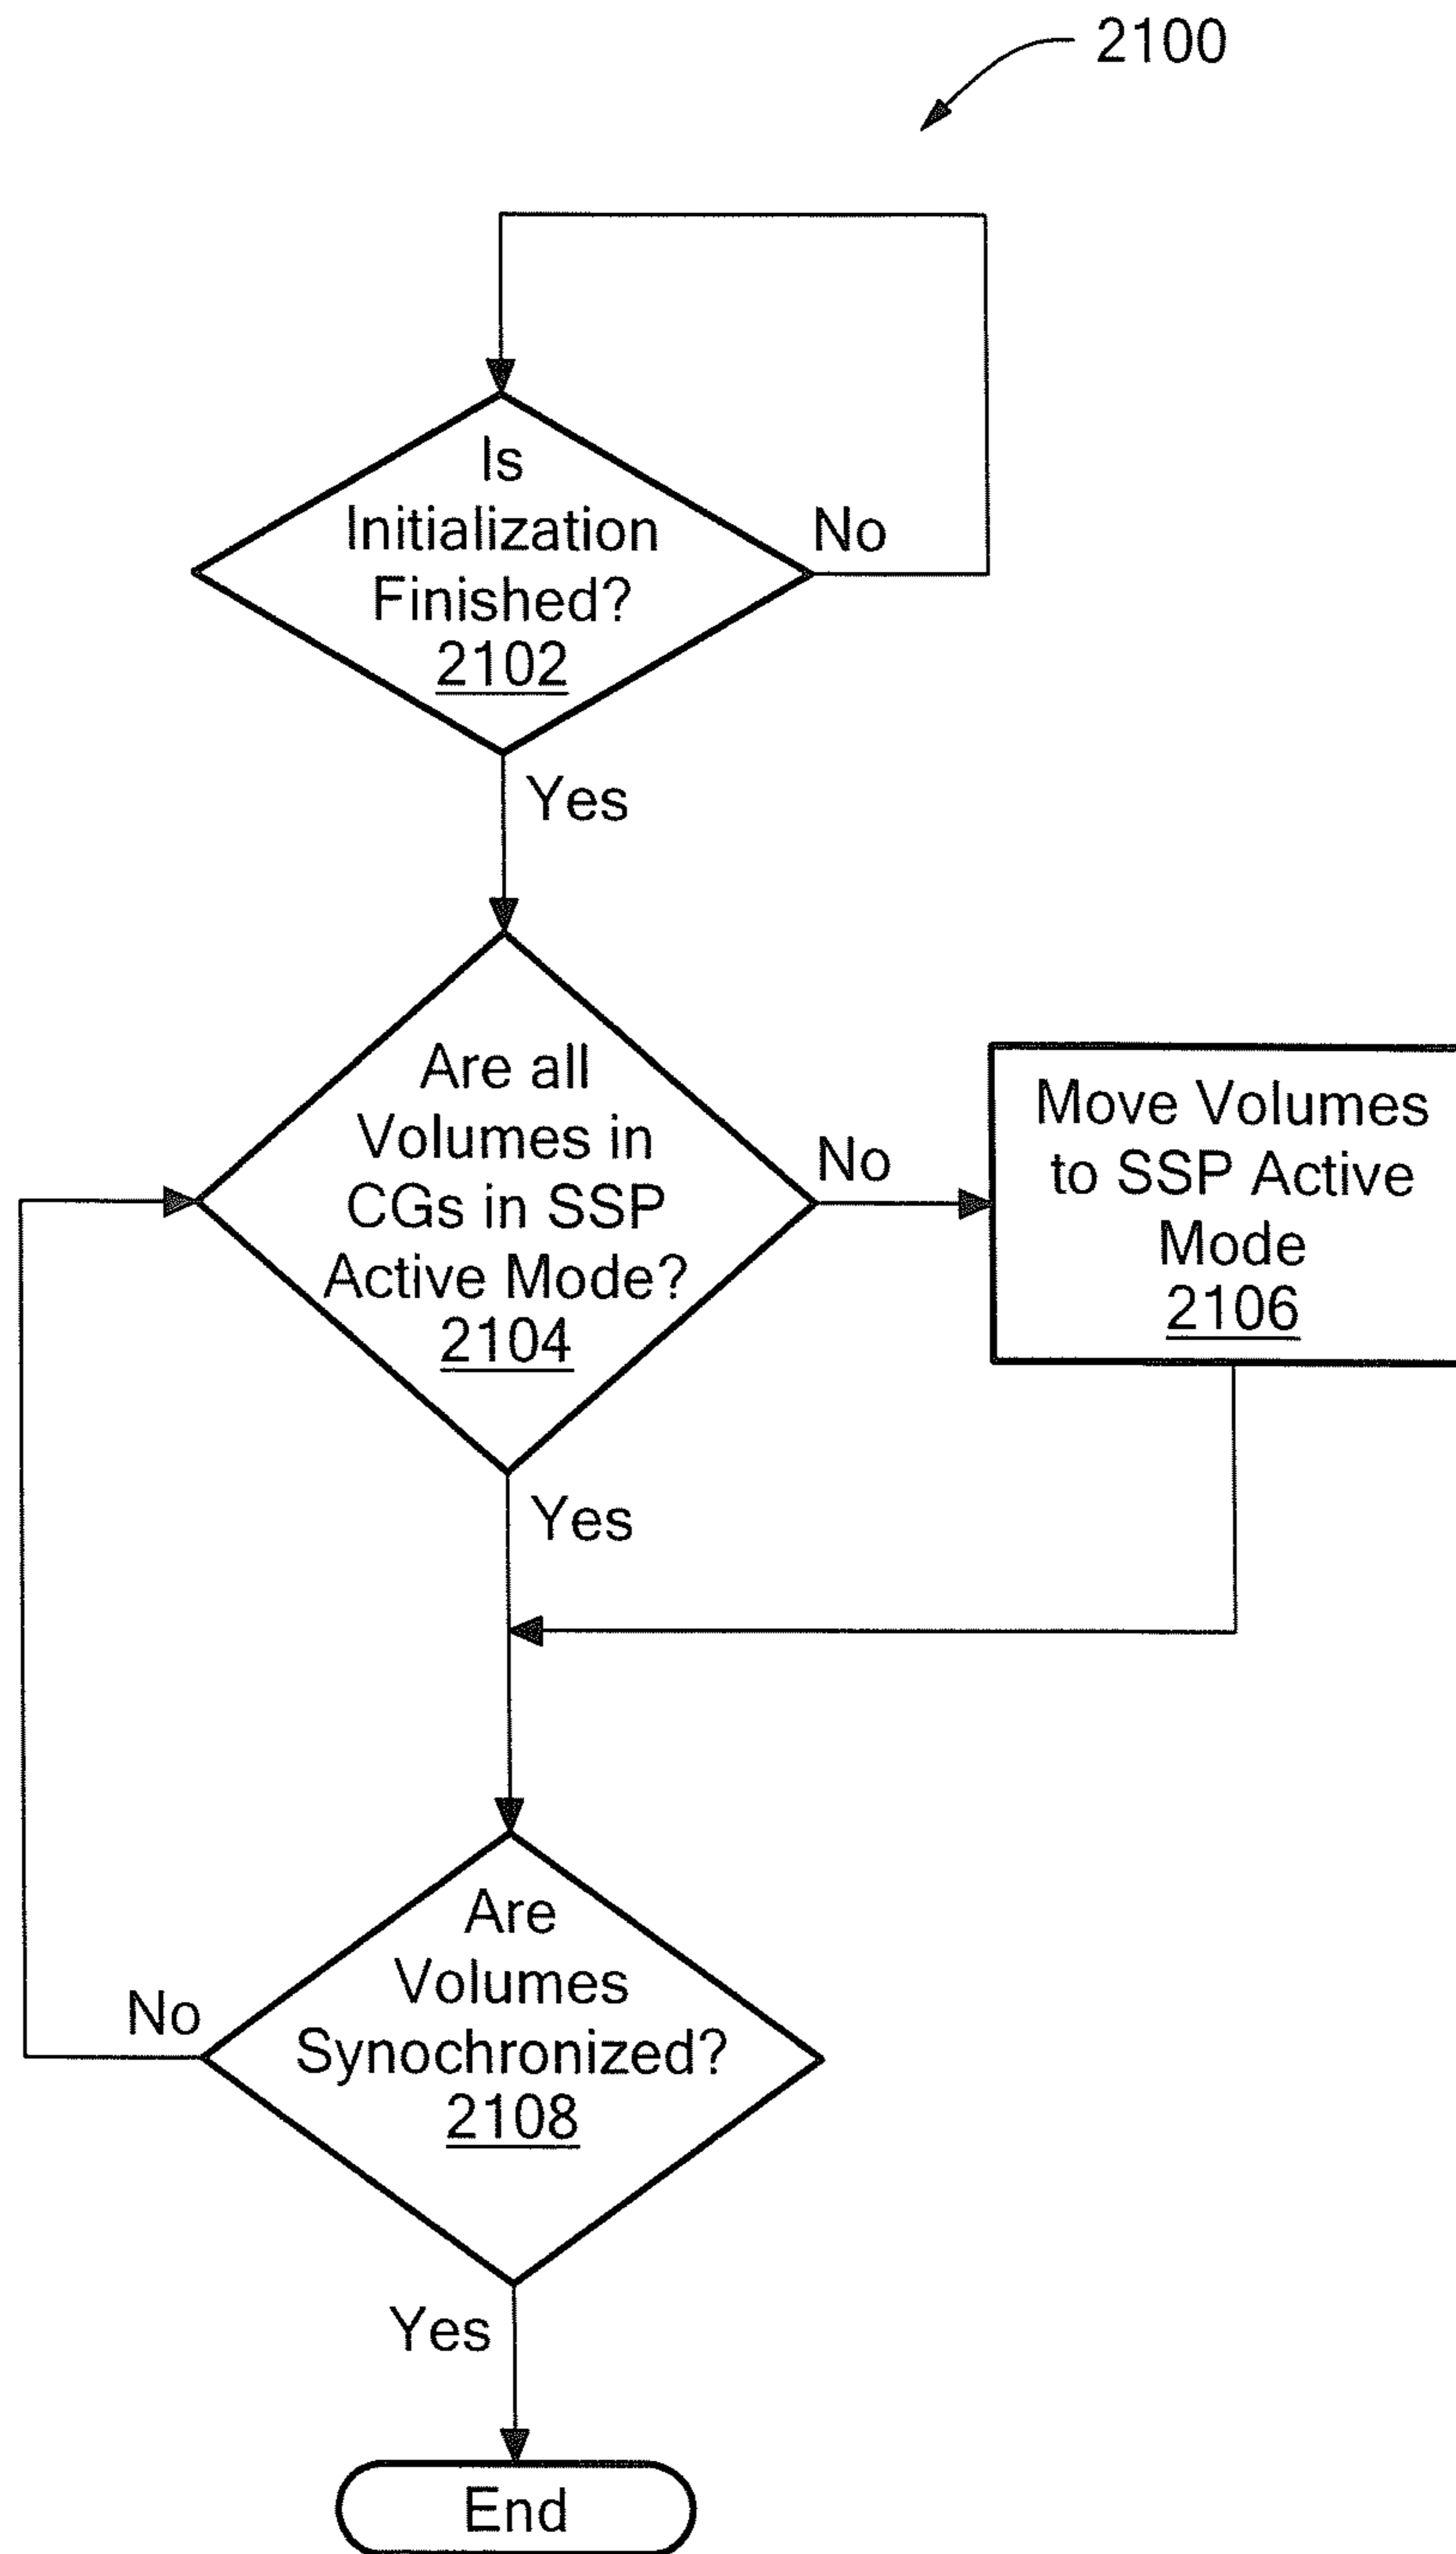 2100
Is
Initialization
Finished?
2102
No
Yes
Are all
Volumes in
CGs in SSP
Active Mode?
2104
No
Move Volumes
to SSP Active
Mode
2106
Yes
Are
Volumes
Synochronized?
2108
No
Yes
End